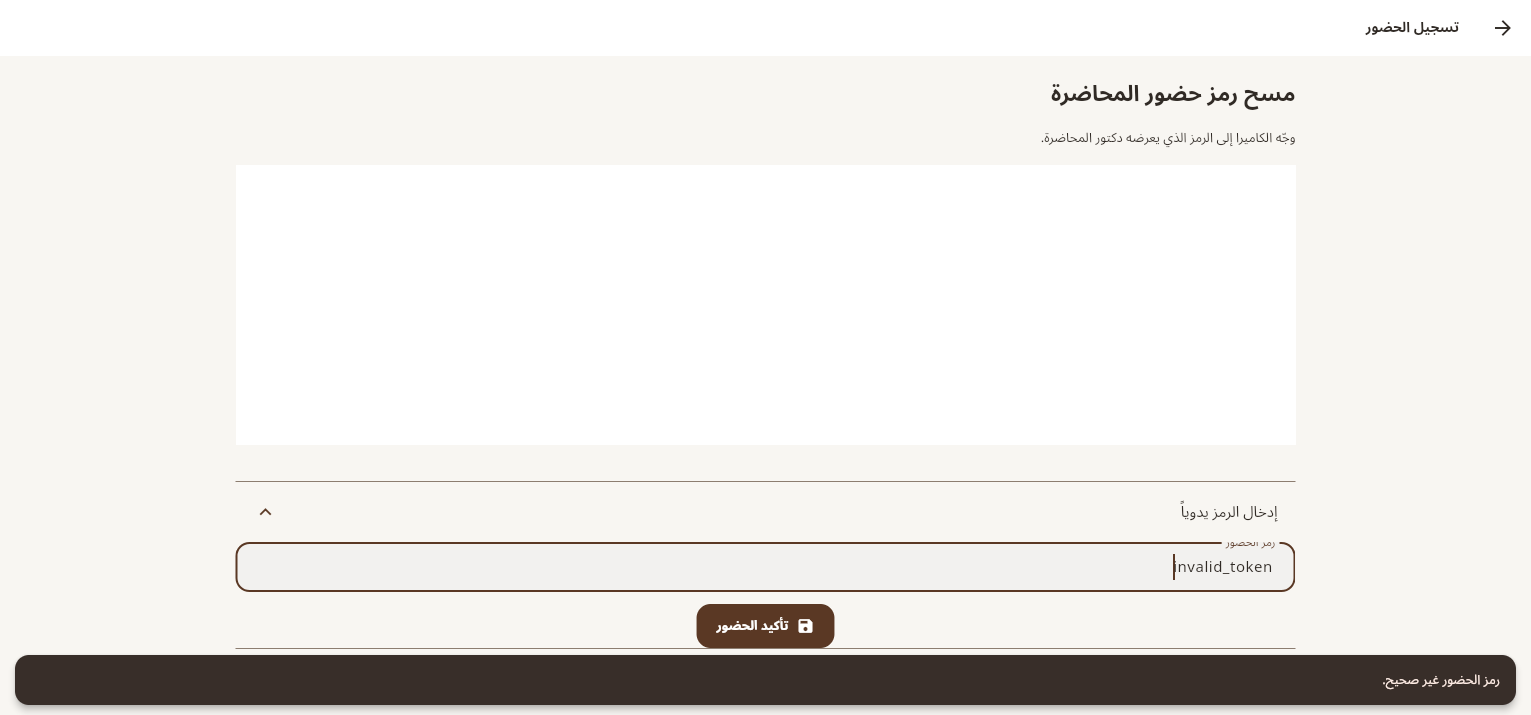 تسجيل الحضور
مسح رمز حضور المحاضرة
وجّه الكاميرا إلى الرمز الذي يعرضه دكتور المحاضرة.
إدخال الرمز يدوياً
رمز الحضور
invalid_token
تأكيد الحضور
رمز الحضور غير صحيح.